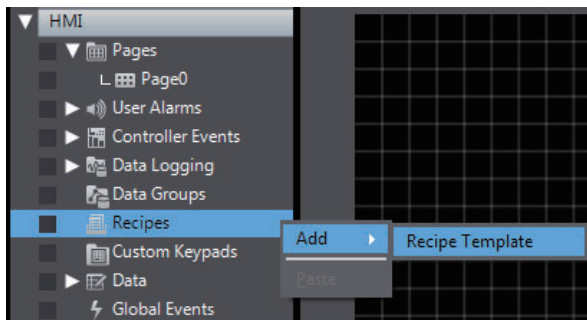 HMI
Pages
Page0
User Alarms
Controller Events
Data Logging
Data Groups
Recipes
Add
Recipe Template
Custom Keypads
Paste
Data
Global Events